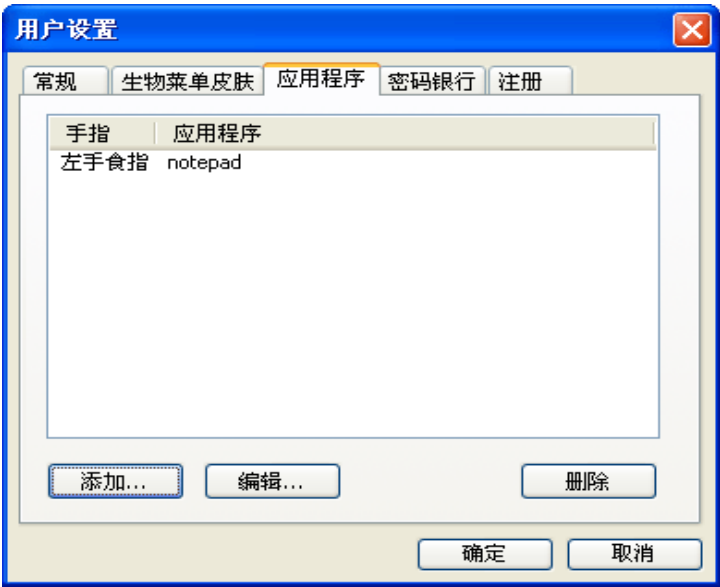 用户设置
常规 生物菜单皮肤 应用程序 密码银行 注册
手指 应用程序
左手食指 notepad
添加... 编辑... 删除
确定 取消